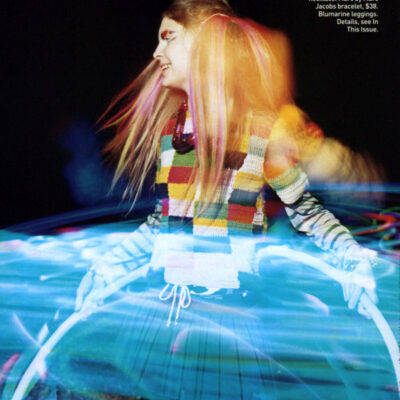 Jacobs bracelet, $38.
Blumarine leggings.
Details, see In
This Issue.